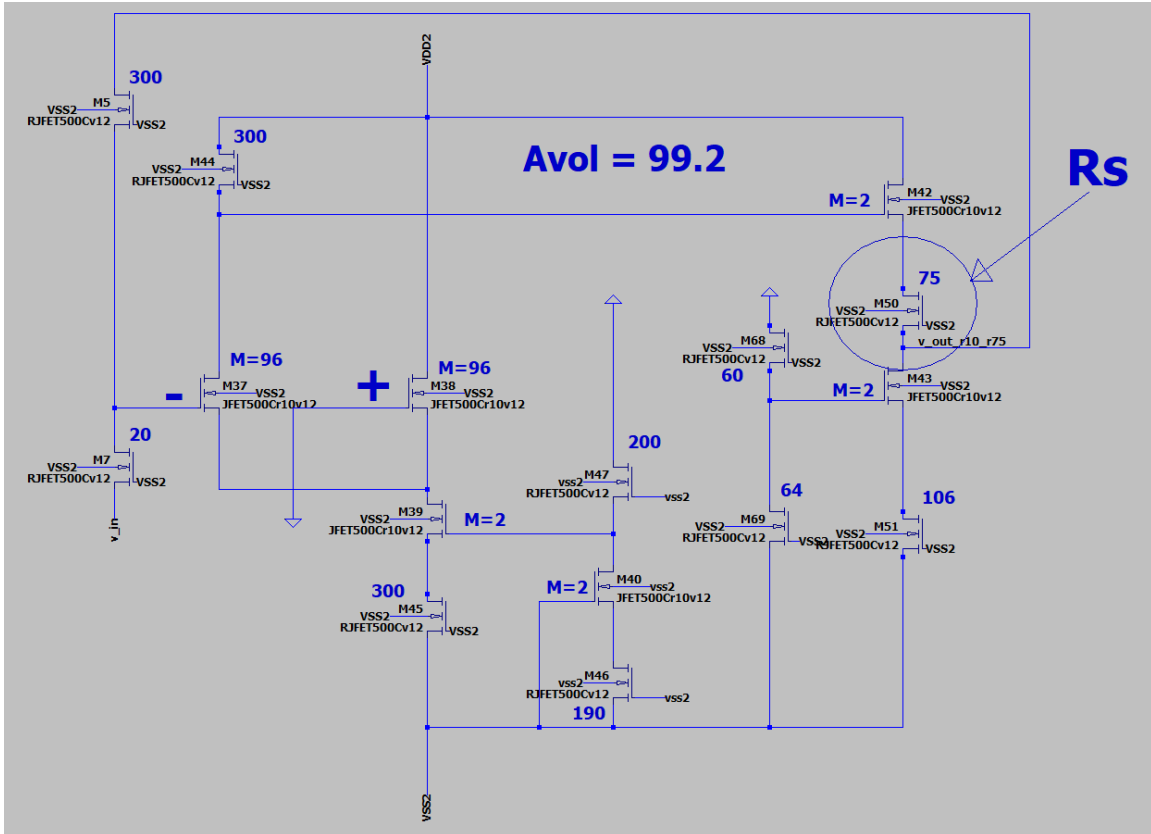 VDD2
300
VSS2 M5
RJFET500Cv12 VSS2
300
VSS2 M44
RJFET500Cv12 VSS2
Avol = 99.2
Rs
M=2
M42
VSS2
JFET500Cr10v12
75
VSS2 M50
RJFET500Cv12 VSS2
v_out_r10_r75
M=96
-
M37
VSS2
JFET500Cr10v12
M=96
+
M38
VSS2
JFET500Cr10v12
VSS2 M68
RJFET500Cv12 VSS2
60
M=2
M43
VSS2
JFET500Cr10v12
20
VSS2 M7
RJFET500Cv12 VSS2
v_in
200
vss2 M47
RJFET500Cv12 vss2
M39
VSS2
JFET500Cr10v12
M=2
64
VSS2 M69
RJFET500Cv12 VSS2
106
VSS2 M51
RJFET500Cv12 VSS2
M=2
M40
vss2
JFET500Cr10v12
300
VSS2 M45
RJFET500Cv12 VSS2
vss2 M46
RJFET500Cv12 vss2
190
VSS2